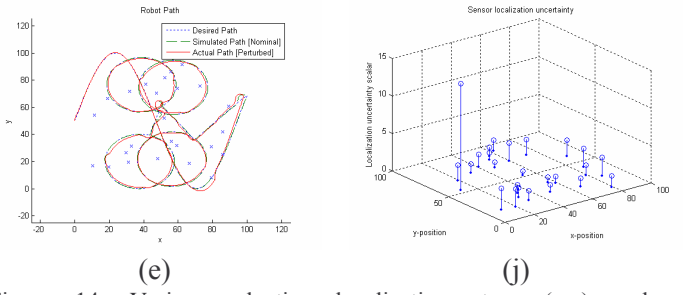 Robot Path
Desired Path
Simulated Path [Nominal]
Actual Path [Perturbed]
120
100
80
60
40
20
0
-20
y
-20 0 20 40 60 80 100 120
x
(e)
Sensor localization uncertainty
Localization uncertainty scalar
15
10
5
0
100
50
0
y-position
0
20
40
60
80
100
x-position
(j)